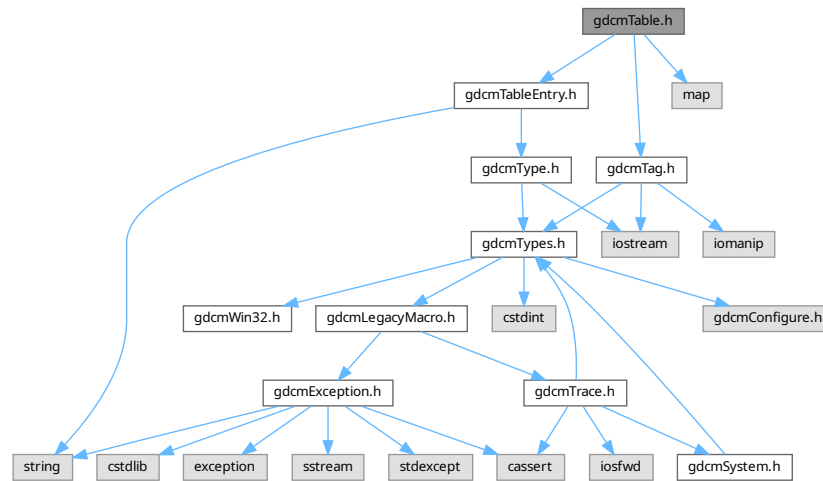 gdcmTable.h
gdcmTableEntry.h
map
gdcmType.h
gdcmTag.h
gdcmTypes.h
iostream
iomanip
gdcmWin32.h
gdcmLegacyMacro.h
cstdint
gdcmConfigure.h
gdcmException.h
gdcmTrace.h
string
cstdlib
exception
sstream
stdexcept
cassert
iosfwd
gdcmSystem.h